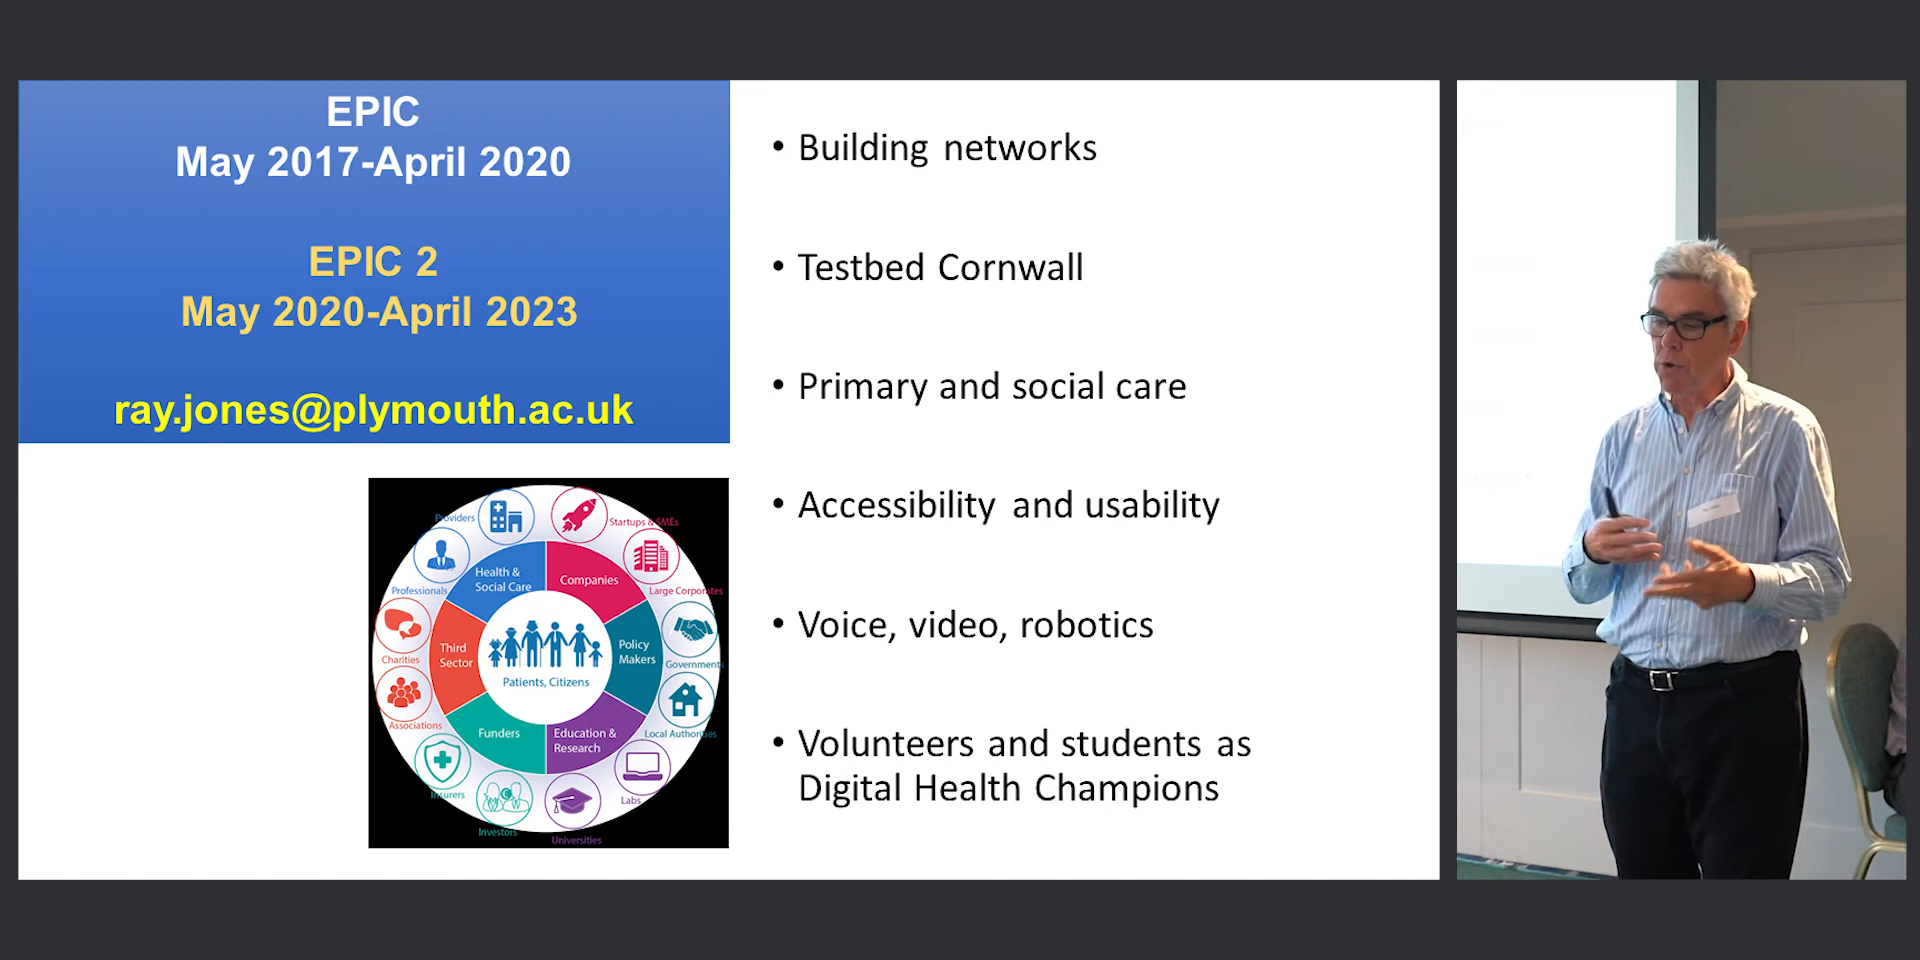 EPIC
May 2017-April 2020
EPIC 2
May 2020-April 2023
ray.jones@plymouth.ac.uk
• Building networks
• Testbed Cornwall
• Primary and social care
• Accessibility and usability
• Voice, video, robotics
• Volunteers and students as
Digital Health Champions
Providers
Startups & SMEs
Professionals
Health &
Social Care
Companies
Large Corporates
Charities
Third
Sector
Policy
Makers
Governments
Patients, Citizens
Associations
Funders
Education &
Research
Local Authorities
Insurers
Labs
Investors
Universities